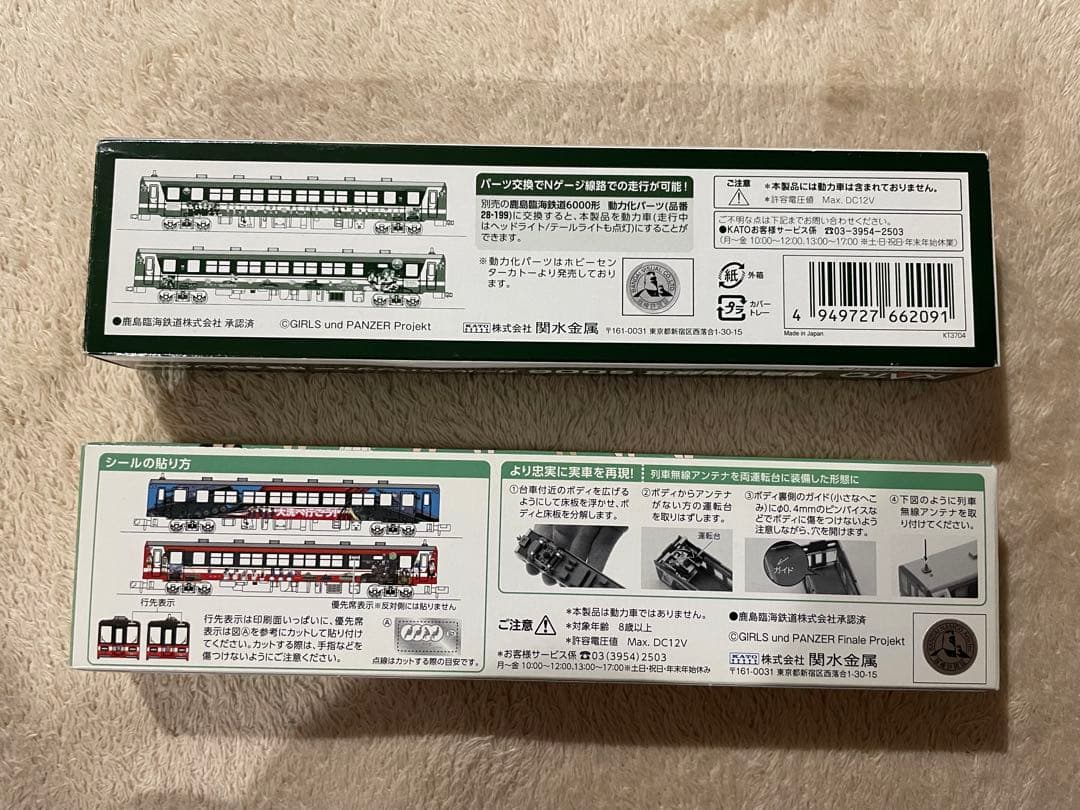 パーツ交換でNゲージ線路での走行が可能!
別売の鹿島臨海鉄道6000形 動力化パーツ(品番
28-199)に交換すると、本製品を動力車(走行中
はヘッドライト/テールライトも点灯)にすることが
できます。
※動力化パーツはホビーセン
ターカトーより発売しており
ます。
ご注意
*本製品には動力車は含まれておりません。
*許容電圧値 Max. DC12V
ご不明な点は下記までお問い合わせください。
●KATOお客様サービス係 ☎03-3954-2503
(月〜金 10:00〜12:00、13:00〜17:00 ※土・日・祝日・年末年始休業)
紙 外箱
プラ カバー
トレー
4 949727 662091
Made in Japan
KT3704
●鹿島臨海鉄道株式会社 承認済
©GIRLS und PANZER Projekt
KATO 株式会社 関水金属 〒161-0031 東京都新宿区西落合1-30-15
シールの貼り方
大洗へ行こう!
優先席表示※反対側には貼りません
行先表示
行先表示は印刷面いっぱいに、優先席
表示は図Ⓐを参考にカットして貼り付け
てください。カットする際は、手指などを
傷つけないようにご注意ください。
Ⓐ
点線はカットする際の目安です。
より忠実に実車を再現! 列車無線アンテナを両運転台に装備した形態に
①台車付近のボディを広げる
ようにして床板を浮かせ、ボ
ディと床板を分解します。
②ボディからアンテナ
がない方の運転台
を取りはずします。
運転台
③ボディ裏側のガイド(小さなへこ
み)にφ0.4mmのピンバイスな
どでボディに傷をつけないよう
注意しながら、穴を開けます。
ガイド
④下図のように列車
無線アンテナを取
り付けてください。
ご注意
*本製品は動力車ではありません。
*対象年齢 8歳以上
*許容電圧値 Max. DC12V
*お客様サービス係 ☎03(3954)2503
月〜金 10:00〜12:00、13:00〜17:00※土・日・祝日・年末年始休み
●鹿島臨海鉄道株式会社承認済
©GIRLS und PANZER Finale Projekt
KATO 株式会社 関水金属
〒161-0031 東京都新宿区西落合1-30-15